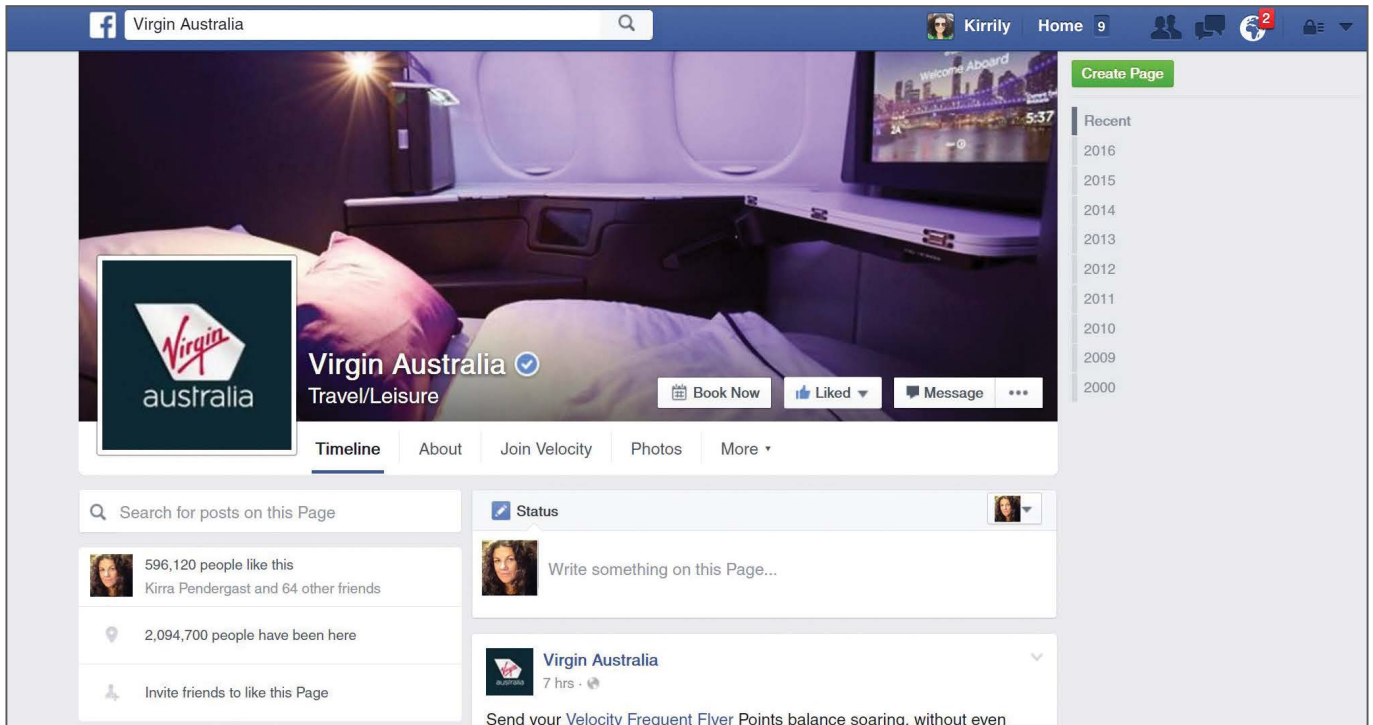 Virgin Australia
Kirrily Home 9
2
Welcome Aboard
5:37
2A
Create Page
Recent
2016
2015
2014
2013
2012
2011
2010
2009
2000
Virgin
australia
Virgin Australia
Travel/Leisure
Book Now
Liked
Message
Timeline About Join Velocity Photos More
Search for posts on this Page
596,120 people like this
Kirra Pendergast and 64 other friends
2,094,700 people have been here
Invite friends to like this Page
Status
Write something on this Page...
Virgin
australia
Virgin Australia
7 hrs ·
Send your Velocity Frequent Flyer Points balance soaring, without even